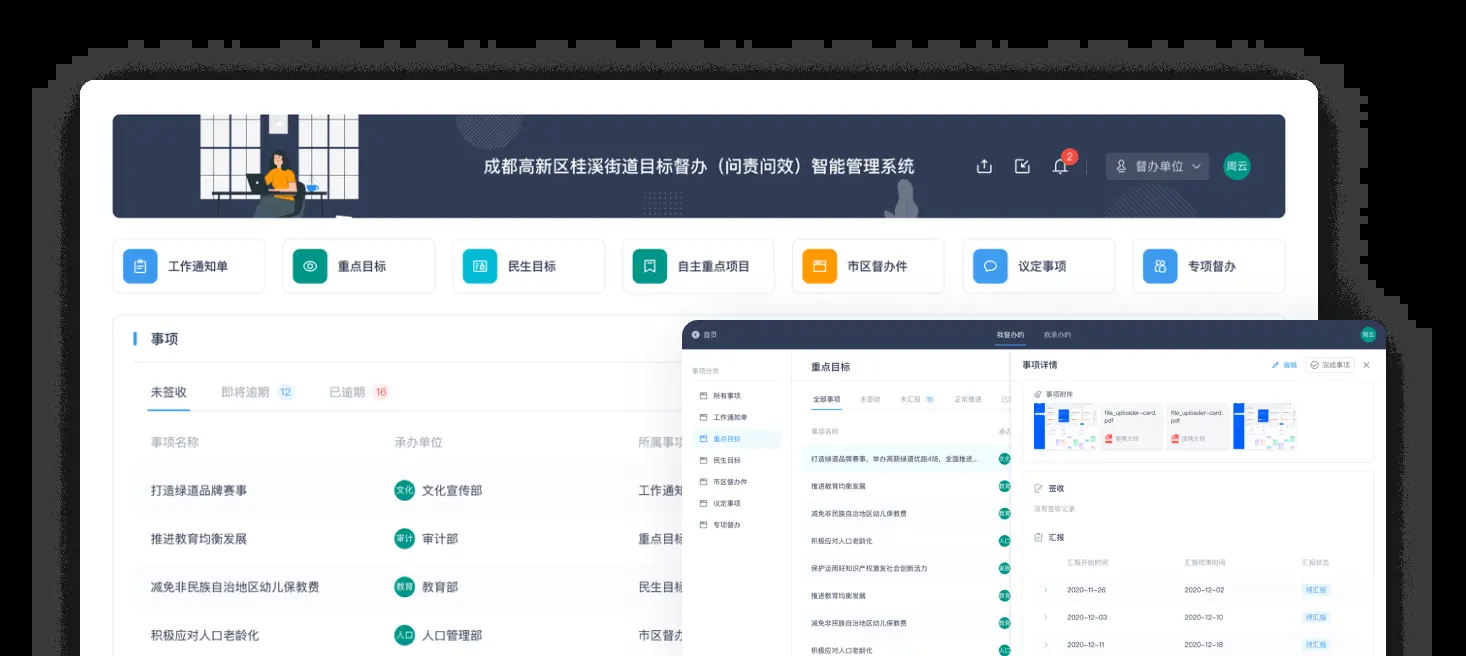 成都高新区桂溪街道目标督办（问责问效）智能管理系统
2
督办单位
周云
工作通知单
重点目标
民生目标
自主重点项目
市区督办件
议定事项
专项督办
事项
未签收 即将逾期 12 已逾期 16
事项名称 承办单位 所属事项
打造绿道品牌赛事 文化 文化宣传部 工作通知
推进教育均衡发展 审计 审计部 重点目标
减免非民族自治地区幼儿保教费 教育 教育部 民生目标
积极应对人口老龄化 人口 人口管理部 市区督办
首页 我督办的 我承办的 周云
事项分类
所有事项
工作通知单
重点目标
民生目标
市区督办件
议定事项
专项督办
重点目标
全部事项 未签收 未汇报 10 正常推进
事项名称 承办
打造绿道品牌赛事，举办高新绿道优跑4场，全面推进...
推进教育均衡发展
减免非民族自治地区幼儿保教费
积极应对人口老龄化
保护运用好知识产权激发社会创新活力
推进教育均衡发展
减免非民族自治地区幼儿保教费
积极应对人口老龄化
事项详情 编辑 完成事项
事项附件
file_uploader-card.
pdf
便携文档
file_uploader-card.
pdf
便携文档
签收
没有签收记录
汇报
汇报开始时间 汇报结束时间 汇报状态
2020-11-26 2020-12-02 待汇报
2020-12-03 2020-12-10 待汇报
2020-12-11 2020-12-18 待汇报